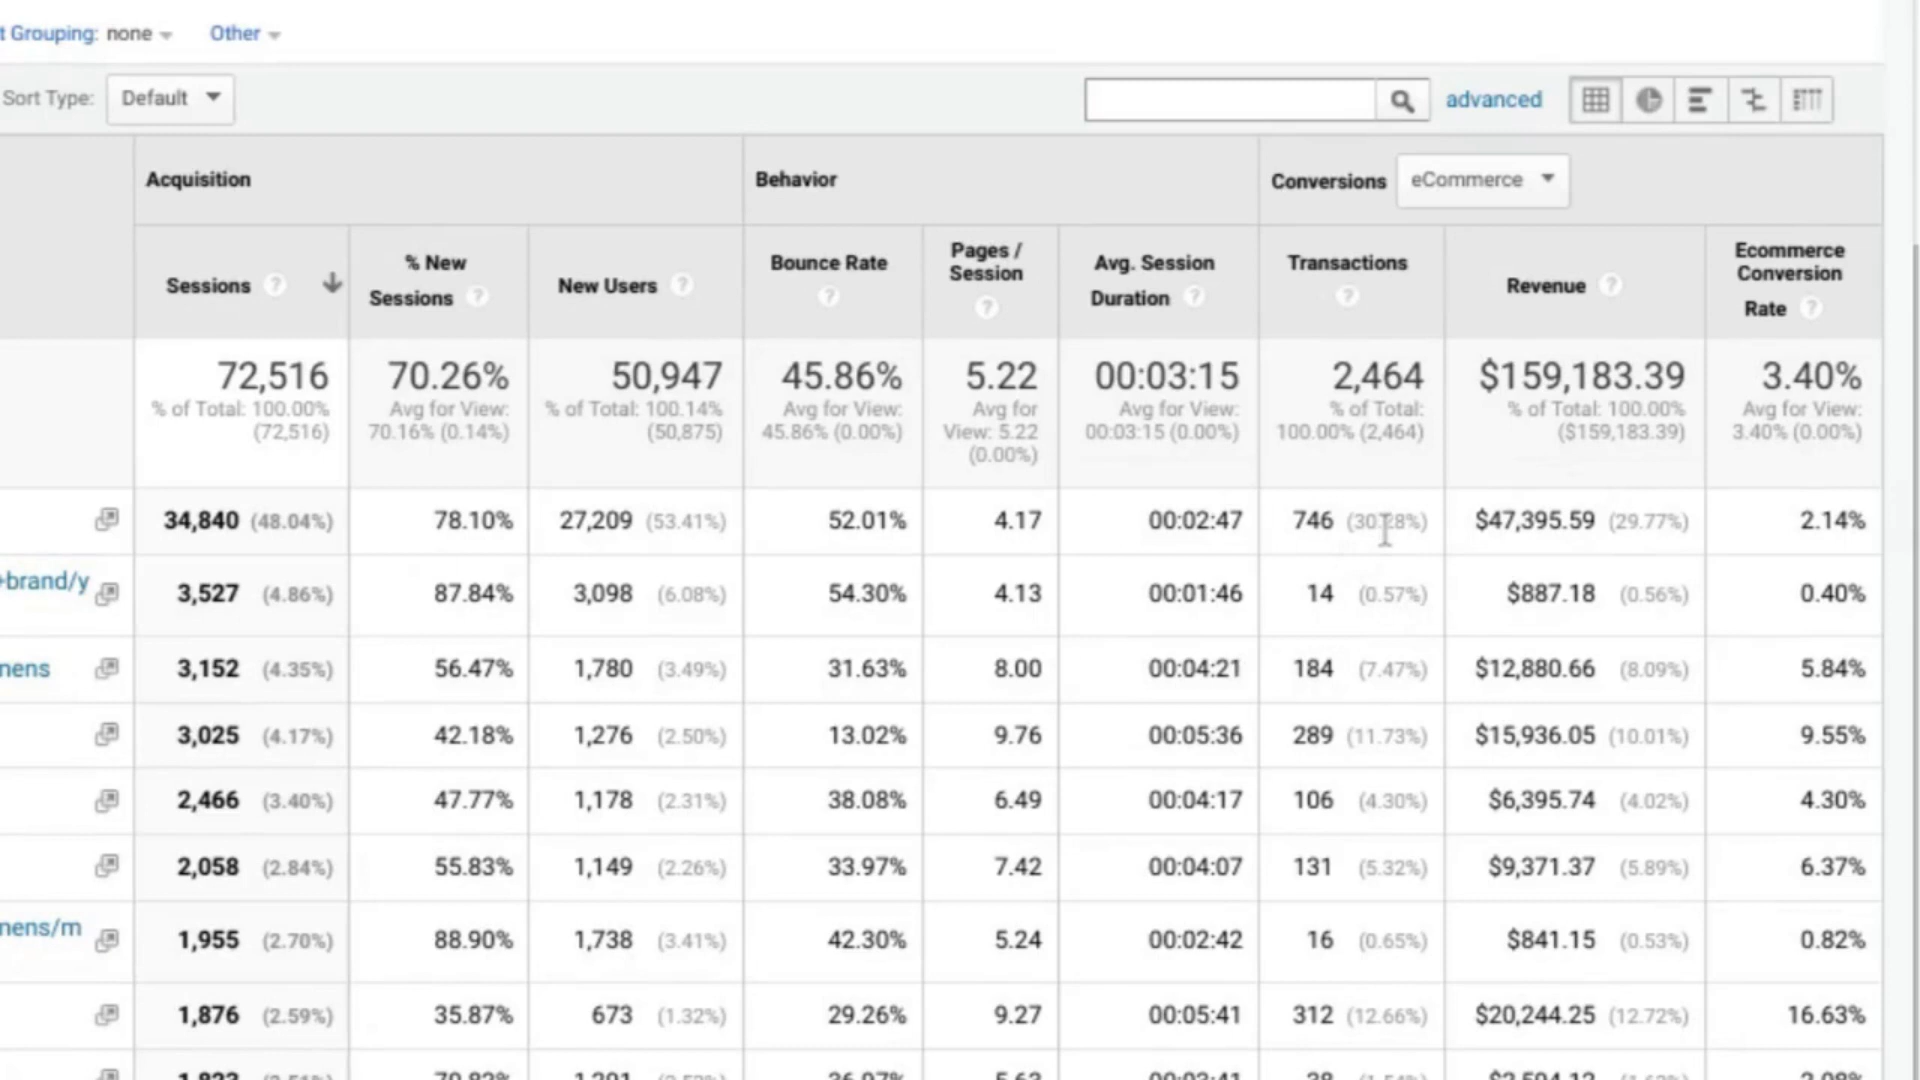 t Grouping: none Other
Sort Type: Default advanced
Acquisition Behavior Conversions eCommerce
Sessions ? % New Sessions ? New Users ? Bounce Rate ? Pages / Session ? Avg. Session Duration ? Transactions ? Revenue ? Ecommerce Conversion Rate ?
72,516 70.26% 50,947 45.86% 5.22 00:03:15 2,464 $159,183.39 3.40%
% of Total: 100.00% (72,516) Avg for View: 70.16% (0.14%) % of Total: 100.14% (50,875) Avg for View: 45.86% (0.00%) Avg for View: 5.22 (0.00%) Avg for View: 00:03:15 (0.00%) % of Total: 100.00% (2,464) % of Total: 100.00% ($159,183.39) Avg for View: 3.40% (0.00%)
34,840 (48.04%) 78.10% 27,209 (53.41%) 52.01% 4.17 00:02:47 746 (30.28%) $47,395.59 (29.77%) 2.14%
+brand/y 3,527 (4.86%) 87.84% 3,098 (6.08%) 54.30% 4.13 00:01:46 14 (0.57%) $887.18 (0.56%) 0.40%
nens 3,152 (4.35%) 56.47% 1,780 (3.49%) 31.63% 8.00 00:04:21 184 (7.47%) $12,880.66 (8.09%) 5.84%
3,025 (4.17%) 42.18% 1,276 (2.50%) 13.02% 9.76 00:05:36 289 (11.73%) $15,936.05 (10.01%) 9.55%
2,466 (3.40%) 47.77% 1,178 (2.31%) 38.08% 6.49 00:04:17 106 (4.30%) $6,395.74 (4.02%) 4.30%
2,058 (2.84%) 55.83% 1,149 (2.26%) 33.97% 7.42 00:04:07 131 (5.32%) $9,371.37 (5.89%) 6.37%
nens/m 1,955 (2.70%) 88.90% 1,738 (3.41%) 42.30% 5.24 00:02:42 16 (0.65%) $841.15 (0.53%) 0.82%
1,876 (2.59%) 35.87% 673 (1.32%) 29.26% 9.27 00:05:41 312 (12.66%) $20,244.25 (12.72%) 16.63%